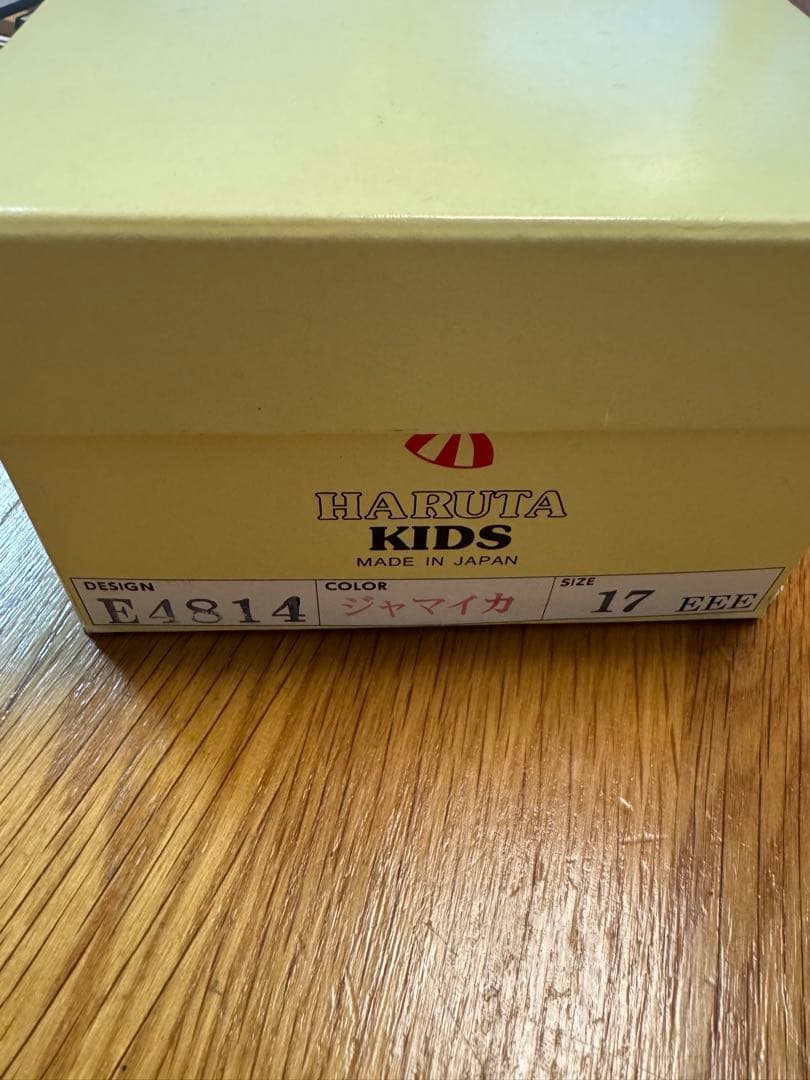 HARUTA
KIDS
MADE IN JAPAN
DESIGN E4814 COLOR ジャマイカ SIZE 17 EEE